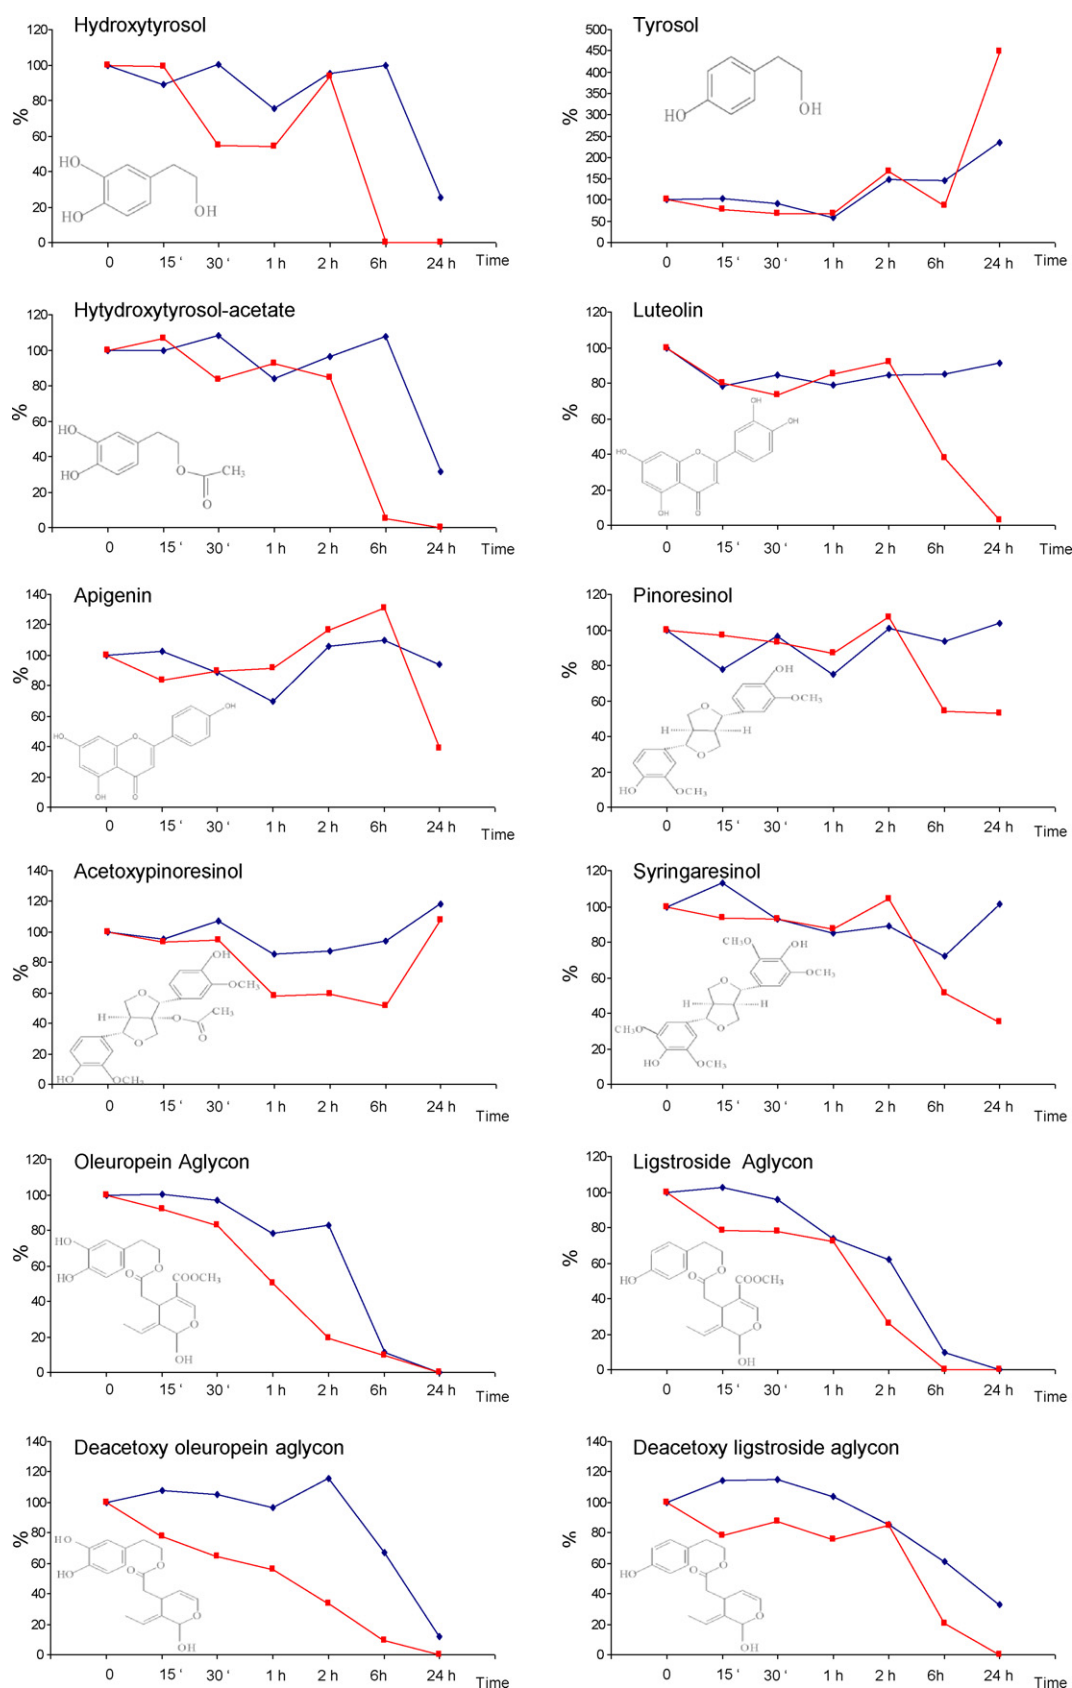 Hydroxytyrosol
120
100
80
60
40
20
0
%
HO
HO
OH
0 15 ‘ 30 ‘ 1 h 2 h 6h 24 h Time
Tyrosol
500
450
400
350
300
250
200
150
100
50
0
%
HO
OH
0 15 ‘ 30 ‘ 1 h 2 h 6h 24 h Time
Hytydroxytyrosol-acetate
120
100
80
60
40
20
0
%
HO
HO
O
CH3
O
0 15 ‘ 30 ‘ 1 h 2 h 6h 24 h Time
Luteolin
120
100
80
60
40
20
0
%
OH
OH
HO
O
OH
O
0 15 ‘ 30 ‘ 1 h 2 h 6h 24 h Time
Apigenin
140
120
100
80
60
40
20
0
%
OH
HO
O
OH
O
0 15 ‘ 30 ‘ 1 h 2 h 6h 24 h Time
Pinoresinol
120
100
80
60
40
20
0
%
OH
OCH3
O
H H
O
HO
OCH3
0 15 ‘ 30 ‘ 1 h 2 h 6h 24 h Time
Acetoxypinoresinol
140
120
100
80
60
40
20
0
%
OH
OCH3
O
H
O
CH3
O
O
HO
OCH3
0 15 ‘ 30 ‘ 1 h 2 h 6h 24 h Time
Syringaresinol
120
100
80
60
40
20
0
%
CH3O
OH
OCH3
O
H H
O
CH3O
HO
OCH3
0 15 ‘ 30 ‘ 1 h 2 h 6h 24 h Time
Oleuropein Aglycon
120
100
80
60
40
20
0
%
HO
HO
O
O
COOCH3
O
OH
0 15 ‘ 30 ‘ 1 h 2 h 6h 24 h Time
Ligstroside Aglycon
120
100
80
60
40
20
0
%
HO
O
O
COOCH3
O
OH
0 15 ‘ 30 ‘ 1 h 2 h 6h 24 h Time
Deacetoxy oleuropein aglycon
140
120
100
80
60
40
20
0
%
HO
HO
O
O
O
OH
0 15 ‘ 30 ‘ 1 h 2 h 6h 24 h Time
Deacetoxy ligstroside aglycon
140
120
100
80
60
40
20
0
%
HO
O
O
O
OH
0 15 ‘ 30 ‘ 1 h 2 h 6h 24 h Time